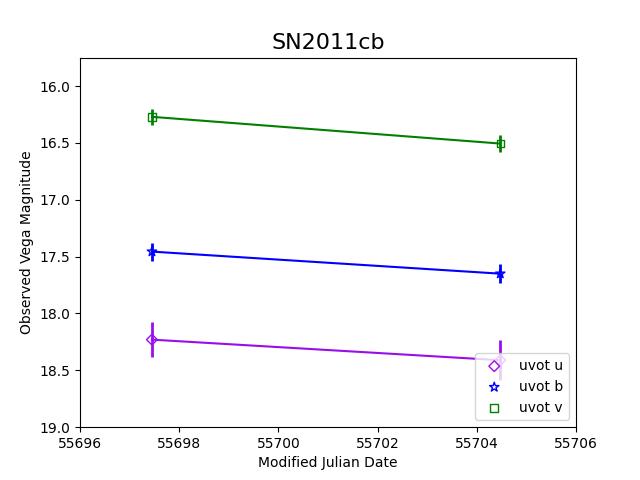 SN2011cb
Observed Vega Magnitude
16.0
16.5
17.0
17.5
18.0
18.5
19.0
uvot u
uvot b
uvot v
55696 55698 55700 55702 55704 55706
Modified Julian Date